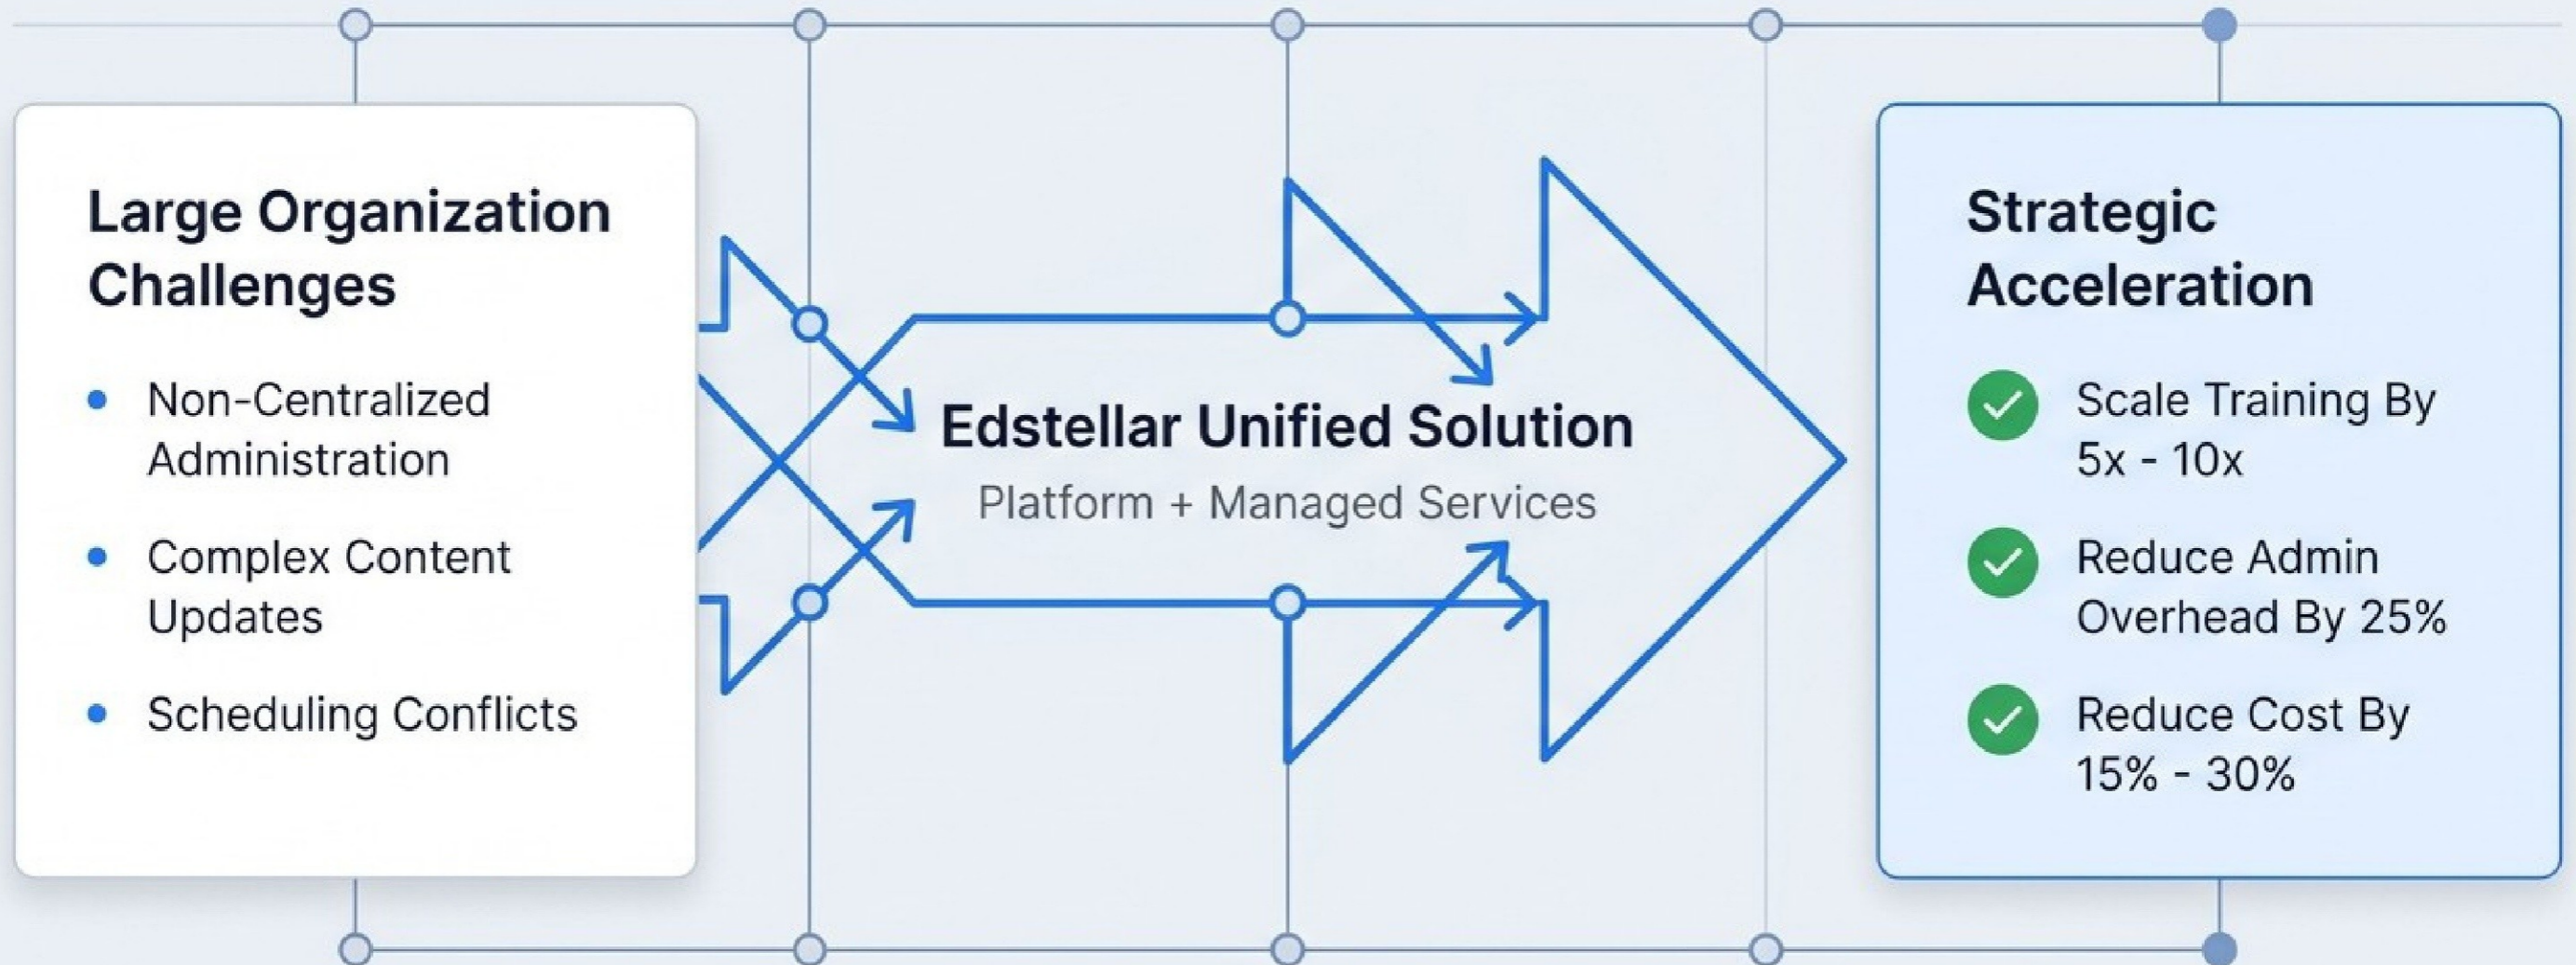 Large Organization
Challenges
Non-Centralized
Administration
Complex Content
Updates
Scheduling Conflicts
Edstellar Unified Solution
Platform + Managed Services
Strategic
Acceleration
Scale Training By
5x - 10x
Reduce Admin
Overhead By 25%
Reduce Cost By
15% - 30%